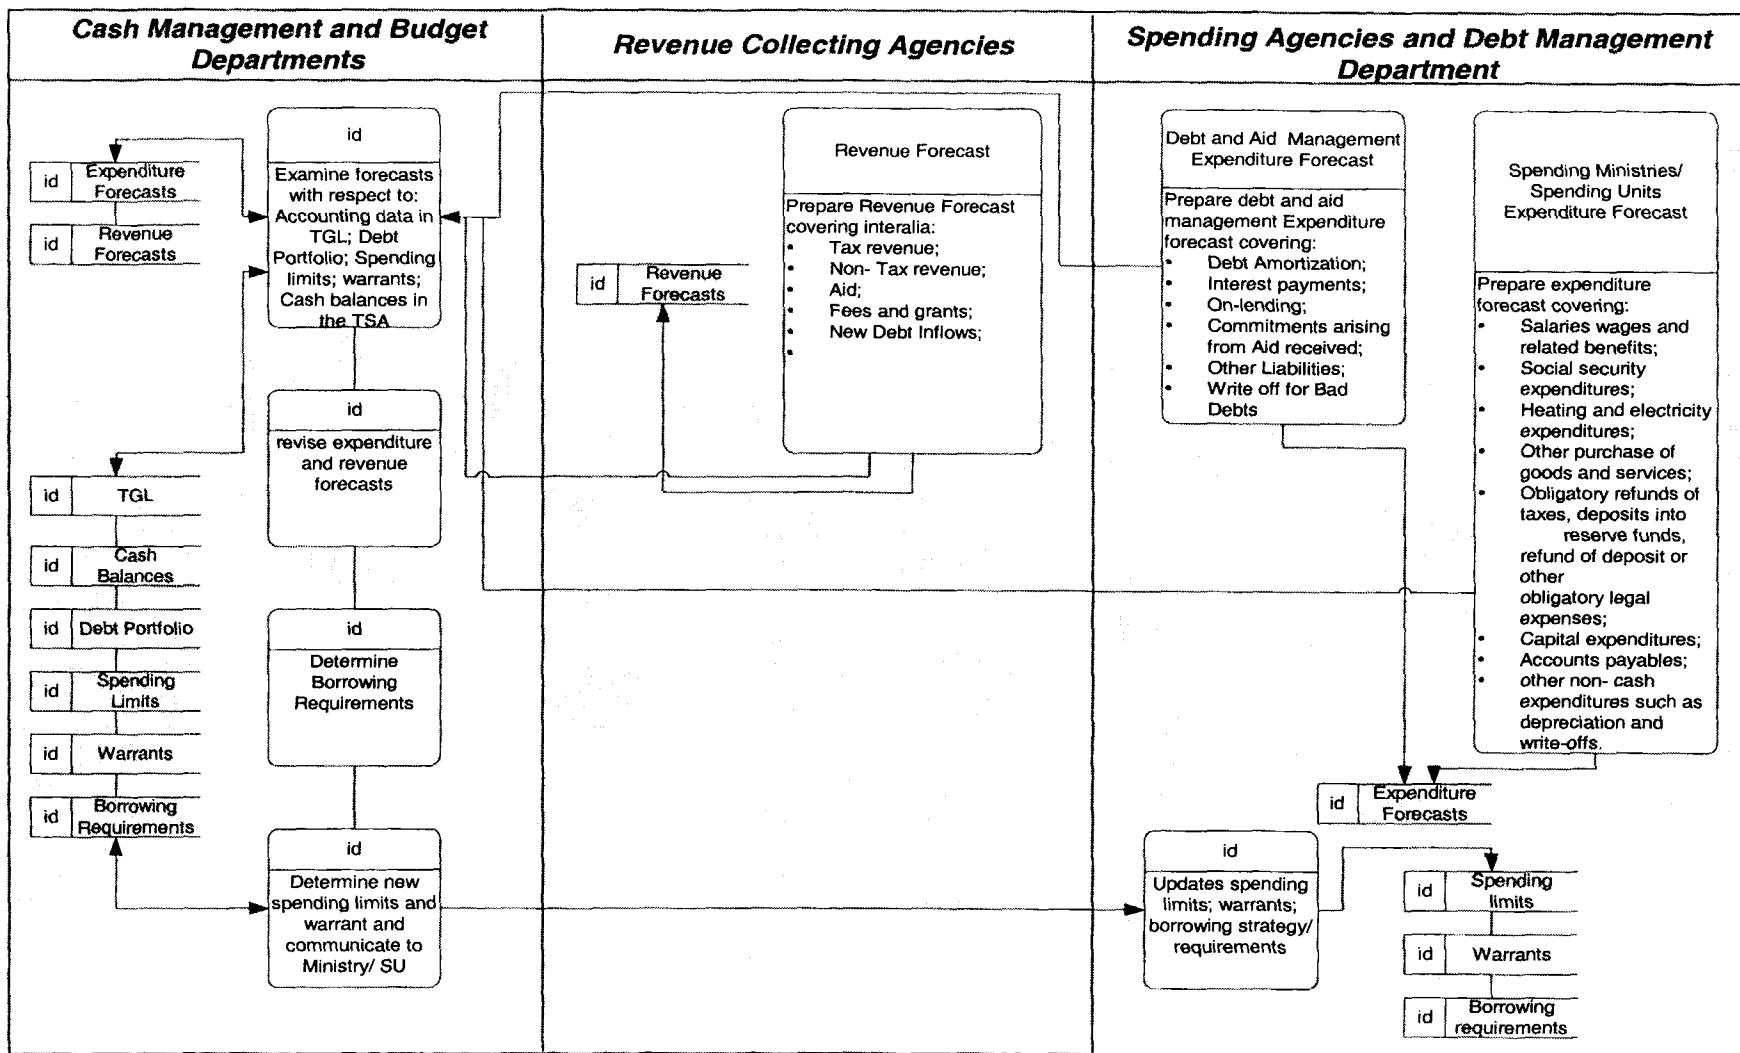 Cash Management and Budget
Departments
Revenue Collecting Agencies
Spending Agencies and Debt Management
Department
id
Expenditure
Forecasts
id
Revenue
Forecasts
id
Examine forecasts
with respect to:
Accounting data in
TGL; Debt
Portfolio; Spending
limits; warrants;
Cash balances in
the TSA
id
revise expenditure
and revenue
forecasts
id
TGL
id
Cash
Balances
id
Debt Portfolio
id
Spending
Limits
id
Warrants
id
Borrowing
Requirements
id
Determine
Borrowing
Requirements
id
Determine new
spending limits and
warrant and
communicate to
Ministry/ SU
id
Revenue
Forecasts
Revenue Forecast
Prepare Revenue Forecast
covering interalia:
• Tax revenue;
• Non- Tax revenue;
• Aid;
• Fees and grants;
• New Debt Inflows;
•
Debt and Aid Management
Expenditure Forecast
Prepare debt and aid
management Expenditure
forecast covering:
• Debt Amortization;
• Interest payments;
• On-lending;
• Commitments arising
from Aid received;
• Other Liabilities;
• Write off for Bad
Debts
Spending Ministries/
Spending Units
Expenditure Forecast
Prepare expenditure
forecast covering:
• Salaries wages and
related benefits;
• Social security
expenditures;
• Heating and electricity
expenditures;
• Other purchase of
goods and services;
• Obligatory refunds of
taxes, deposits into
reserve funds,
refund of deposit or
other
obligatory legal
expenses;
• Capital expenditures;
• Accounts payables;
• other non- cash
expenditures such as
depreciation and
write-offs.
id
Expenditure
Forecasts
id
Updates spending
limits; warrants;
borrowing strategy/
requirements
id
Spending
limits
id
Warrants
id
Borrowing
requirements